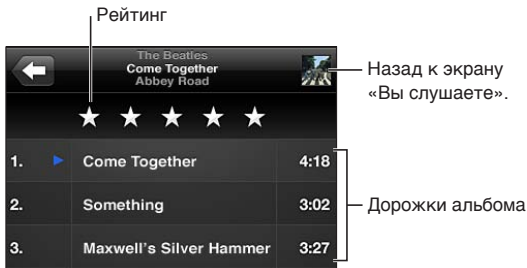 Рейтинг
The Beatles
Come Together
Abbey Road
Назад к экрану
«Вы слушаете».
1. Come Together 4:18
2. Something 3:02
3. Maxwell's Silver Hammer 3:27
Дорожки альбома